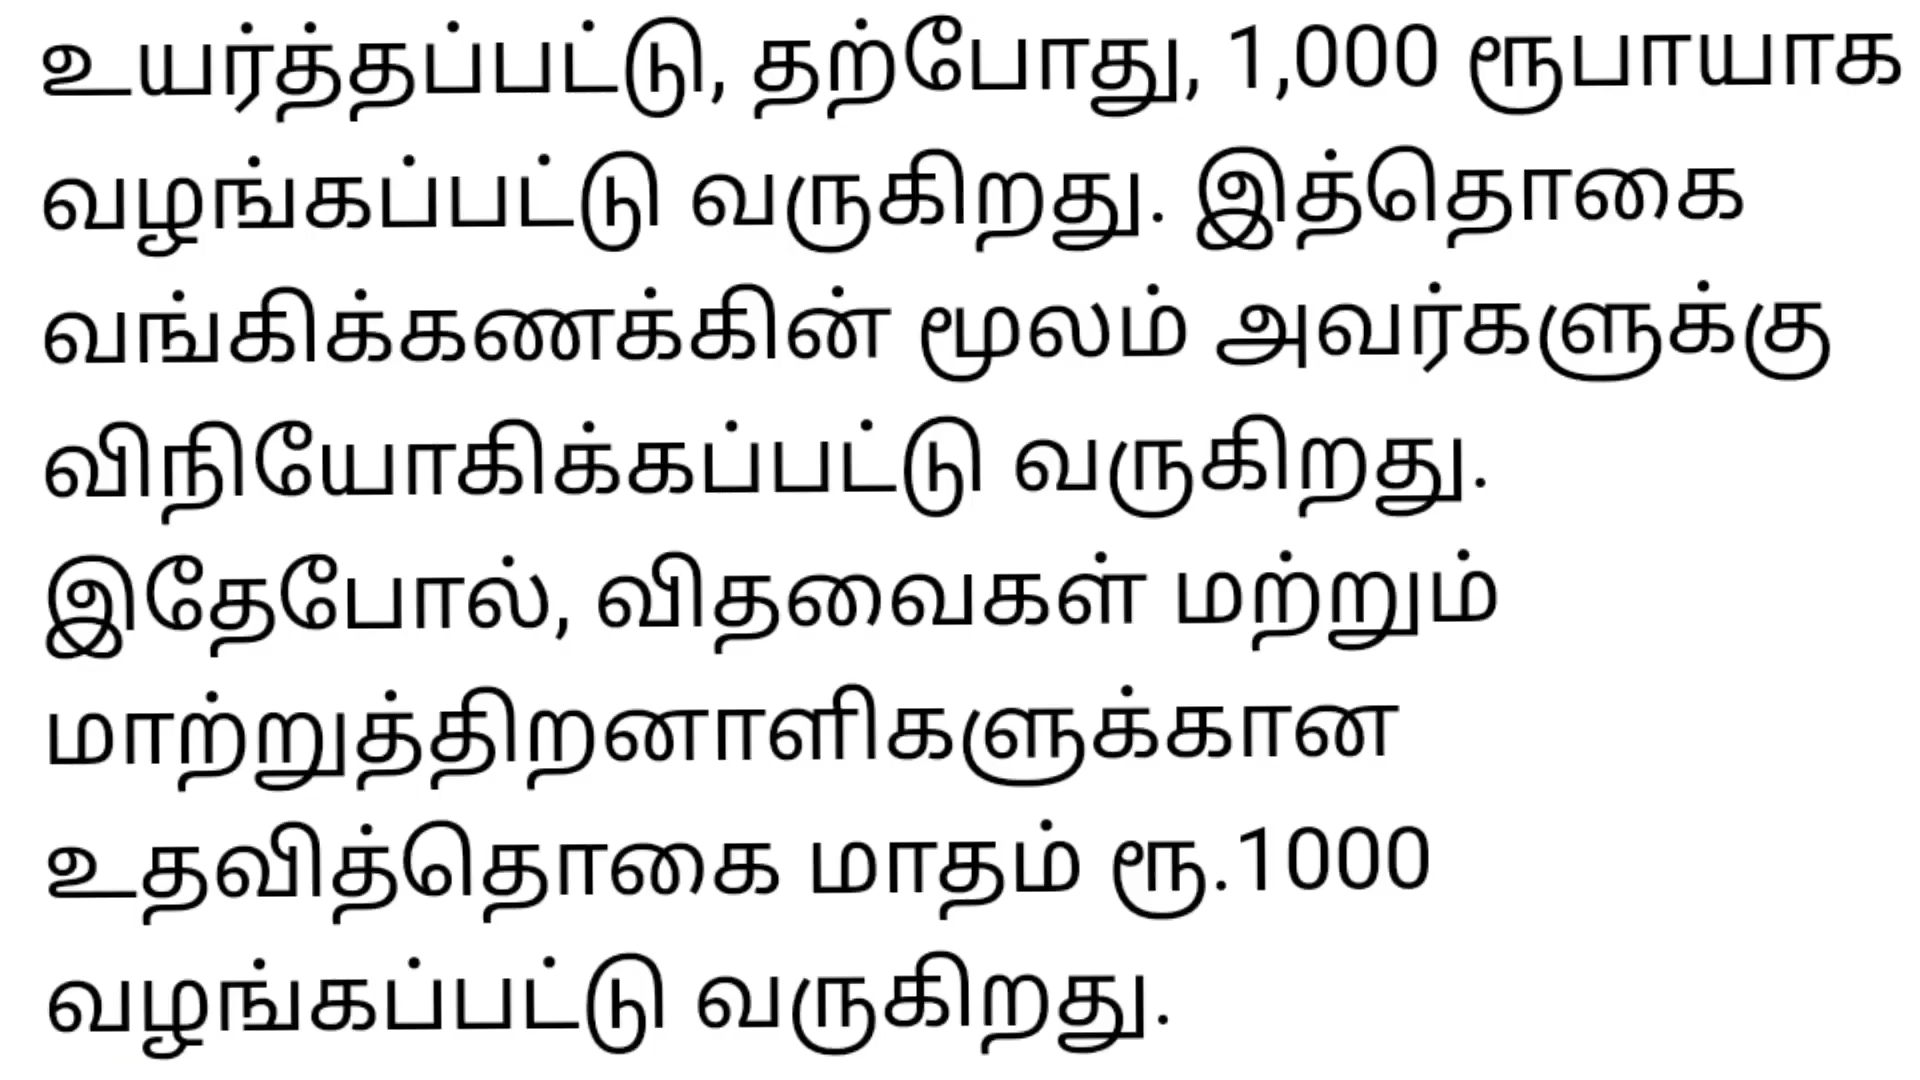 உயர்த்தப்பட்டு, தற்போது, 1,000 ரூபாயாக
வழங்கப்பட்டு வருகிறது. இத்தொகை
வங்கிக்கணக்கின் மூலம் அவர்களுக்கு
விநியோகிக்கப்பட்டு வருகிறது.
இதேபோல், விதவைகள் மற்றும்
மாற்றுத்திறனாளிகளுக்கான
உதவித்தொகை மாதம் ரூ.1000
வழங்கப்பட்டு வருகிறது.